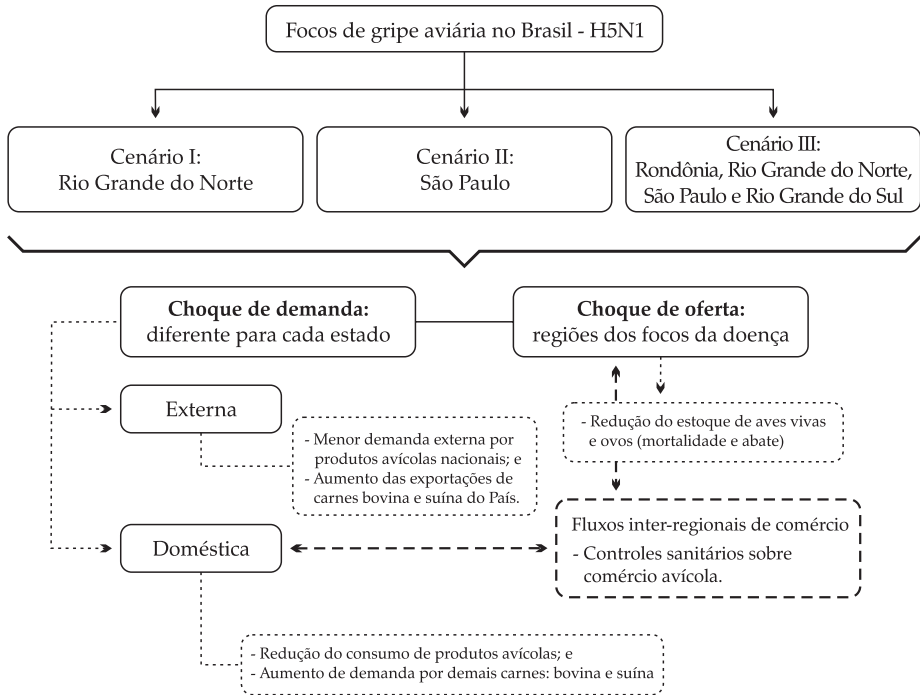 Focos de gripe aviária no Brasil - H5N1
Cenário I:
Rio Grande do Norte
Cenário II:
São Paulo
Cenário III:
Rondônia, Rio Grande do Norte,
São Paulo e Rio Grande do Sul
Choque de demanda:
diferente para cada estado
Choque de oferta:
regiões dos focos da doença
Externa
- Menor demanda externa por
produtos avícolas nacionais; e
- Aumento das exportações de
carnes bovina e suína do País.
- Redução do estoque de aves vivas
e ovos (mortalidade e abate)
Fluxos inter-regionais de comércio
- Controles sanitários sobre
comércio avícola.
Doméstica
- Redução do consumo de produtos avícolas; e
- Aumento de demanda por demais carnes: bovina e suína